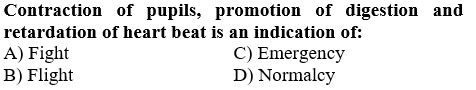 Contraction of pupils, promotion of digestion and
retardation of heart beat is an indication of:
A) Fight C) Emergency
B) Flight D) Normalcy